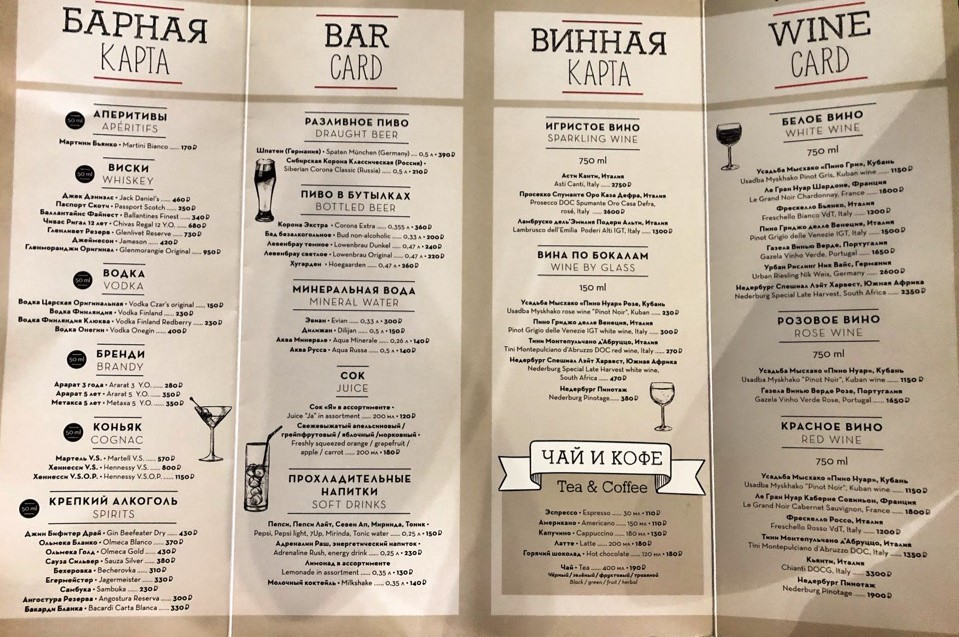 БАРНАЯ
КАРТА
50 ml
АПЕРИТИВЫ
APÉRITIFS
Мартини Бьянко • Martini Bianco ..... 170 ₽
50 ml
ВИСКИ
WHISKEY
Джек Дэниэлс • Jack Daniel's ..... 460 ₽
Паспорт Скотч • Passport Scotch ..... 250 ₽
Баллантайнс Файнест • Ballantines Finest ..... 340 ₽
Чивас Ригал 12 лет • Chivas Regal 12 Y.O. ..... 680 ₽
Гленливет Резерв • Glenlivet Reserve ..... 730 ₽
Джеймесон • Jameson ..... 420 ₽
Гленморанджи Ориджинал • Glenmorangie Original ..... 950 ₽
50 ml
ВОДКА
VODKA
Водка Царская Оригинальная • Vodka Czar's original ..... 150 ₽
Водка Финляндия • Vodka Finland ..... 230 ₽
Водка Финляндия Клюква • Vodka Finland Redberry ..... 230 ₽
Водка Онегин • Vodka Onegin ..... 400 ₽
50 ml
БРЕНДИ
BRANDY
Арарат 3 года • Ararat 3 Y.O. ..... 280 ₽
Арарат 5 лет • Ararat 5 Y.O. ..... 350 ₽
Метакса 5 лет • Metaxa 5 Y.O. ..... 350 ₽
50 ml
КОНЬЯК
COGNAC
Мартель V.S. • Martell V.S. ..... 570 ₽
Хеннесси V.S. • Hennessy V.S. ..... 800 ₽
Хеннесси V.S.O.P. • Hennessy V.S.O.P. ..... 1150 ₽
50 ml
КРЕПКИЙ АЛКОГОЛЬ
SPIRITS
Джин Бифитер Драй • Gin Beefeater Dry ..... 430 ₽
Ольмека Бланко • Olmeca Blanco ..... 370 ₽
Ольмека Голд • Olmeca Gold ..... 430 ₽
Сауза Сильвер • Sauza Silver ..... 380 ₽
Бехеровка • Becherovka ..... 310 ₽
Егермейстер • Jagermeister ..... 330 ₽
Самбука • Sambuka ..... 230 ₽
Ангостура Резерва • Angostura Reserva ..... 300 ₽
Бакарди Бланка • Bacardi Carta Blanca ..... 330 ₽
BAR
CARD
РАЗЛИВНОЕ ПИВО
DRAUGHT BEER
Шпатен (Германия) • Spaten München (Germany) ..... 0,5 л • 390 ₽
Сибирская Корона Классическая (Россия) •
Siberian Corona Classic (Russia) ..... 0,5 л • 210 ₽
ПИВО В БУТЫЛКАХ
BOTTLED BEER
Корона Экстра • Corona Extra ..... 0,355 л • 360 ₽
Бад безалкогольное • Bud non-alcoholic ..... 0,33 л • 200 ₽
Левенбрау темное • Lowenbrau Dunkel ..... 0,47 л • 240 ₽
Левенбрау светлое • Lowenbrau Original ..... 0,47 л • 220 ₽
Хугарден • Hoegaarden ..... 0,47 л • 260 ₽
МИНЕРАЛЬНАЯ ВОДА
MINERAL WATER
Эвиан • Evian ..... 0,33 л • 300 ₽
Дилижан • Dilijan ..... 0,5 л • 150 ₽
Аква Минерале • Aqua Minerale ..... 0,26 л • 140 ₽
Аква Русса • Aqua Russa ..... 0,5 л • 140 ₽
СОК
JUICE
Сок «Я» в ассортименте •
Juice "Ja" in assortment ..... 200 мл • 120 ₽
Свежевыжатый апельсиновый /
грейпфрутовый / яблочный / морковный •
Freshly squeezed orange / grapefruit /
apple / carrot ..... 200 мл • 180 ₽
ПРОХЛАДИТЕЛЬНЫЕ
НАПИТКИ
SOFT DRINKS
Пепси, Пепси Лайт, Севен Ап, Миринда, Тоник •
Pepsi, Pepsi light, 7Up, Mirinda, Tonic water ..... 0,25 л • 150 ₽
Адреналин Раш, энергетический напиток •
Adrenaline Rush, energy drink ..... 0,25 л • 230 ₽
Лимонад в ассортименте
Lemonade in assortment ..... 0,35 л • 130 ₽
Молочный коктейль • Milkshake ..... 0,35 л • 140 ₽
ВИННАЯ
КАРТА
ИГРИСТОЕ ВИНО
SPARKLING WINE
750 ml
Асти Канти, Италия
Asti Canti, Italy ..... 2750 ₽
Просекко Спуманте Оро Каса Дефра, Италия
Prosecco DOC Spumante Oro Casa Defra,
rosé, Italy ..... 2600 ₽
Ламбруско дель'Эмилия Подери Альти, Италия
Lambrusco dell'Emilia Poderi Alti IGT, Italy ..... 1300 ₽
ВИНА ПО БОКАЛАМ
WINE BY GLASS
150 ml
Усадьба Мысхако «Пино Нуар» Розе, Кубань
Usadba Myskhako rose wine "Pinot Noir", Kuban ..... 230 ₽
Пино Гриджо делле Венеция, Италия
Pinot Grigio delle Venezie IGT white wine, Italy ..... 300 ₽
Тини Монтепульчано д'Абруццо, Италия
Tini Montepulciano d'Abruzzo DOC red wine, Italy ..... 270 ₽
Недербург Спешиал Лэйт Харвест, Южная Африка
Nederburg Special Late Harvest white wine,
South Africa ..... 470 ₽
Недербург Пинотаж
Nederburg Pinotage..... 380 ₽
ЧАЙ И КОФЕ
Tea & Coffee
Эспрессо • Espresso ..... 30 мл • 110 ₽
Американо • Americano ..... 150 мл • 110 ₽
Капучино • Cappuccino ..... 180 мл • 130 ₽
Латте • Latte ..... 200 мл • 180 ₽
Горячий шоколад • Hot chocolate ..... 120 мл • 180 ₽
Чай • Tea ..... 400 мл • 190 ₽
Чёрный / зелёный / фруктовый / травяной
Black / green / fruit / herbal
WINE
CARD
БЕЛОЕ ВИНО
WHITE WINE
750 ml
Усадьба Мысхако «Пино Гри», Кубань
Usadba Myskhako Pinot Gris, Kuban wine ..... 1150 ₽
Ле Гран Нуар Шардоне, Франция
Le Grand Noir Chardonnay, France ..... 1800 ₽
Фрескелло Бьянко, Италия
Freschello Bianco VdT, Italy ..... 1200 ₽
Пино Гриджо делле Венеция, Италия
Pinot Grigio delle Venezie IGT, Italy ..... 1500 ₽
Газела Винью Верде, Португалия
Gazela Vinho Verde, Portugal ..... 1650 ₽
Урбан Рислинг Ник Вайс, Германия
Urban Riesling Nik Weis, Germany ..... 2600 ₽
Недербург Спешиал Лэйт Харвест, Южная Африка
Nederburg Special Late Harvest, South Africa ..... 2350 ₽
РОЗОВОЕ ВИНО
ROSE WINE
750 ml
Усадьба Мысхако «Пино Нуар», Кубань
Usadba Myskhako "Pinot Noir", Kuban wine ..... 1150 ₽
Газела Винью Верде Розе, Португалия
Gazela Vinho Verde Rose, Portugal ..... 1650 ₽
КРАСНОЕ ВИНО
RED WINE
750 ml
Усадьба Мысхако «Пино Нуар», Кубань
Usadba Myskhako "Pinot Noir", Kuban wine ..... 1150 ₽
Ле Гран Нуар Каберне Совиньон, Франция
Le Grand Noir Cabernet Sauvignon, France ..... 1800 ₽
Фрескелло Россо, Италия
Freschello Rosso VdT, Italy ..... 1200 ₽
Тини Монтепульчано д'Абруццо, Италия
Tini Montepulciano d'Abruzzo DOC, Italy ..... 1350 ₽
Кьянти, Италия
Chianti DOCG, Italy ..... 3300 ₽
Недербург Пинотаж
Nederburg Pinotage ..... 1900 ₽